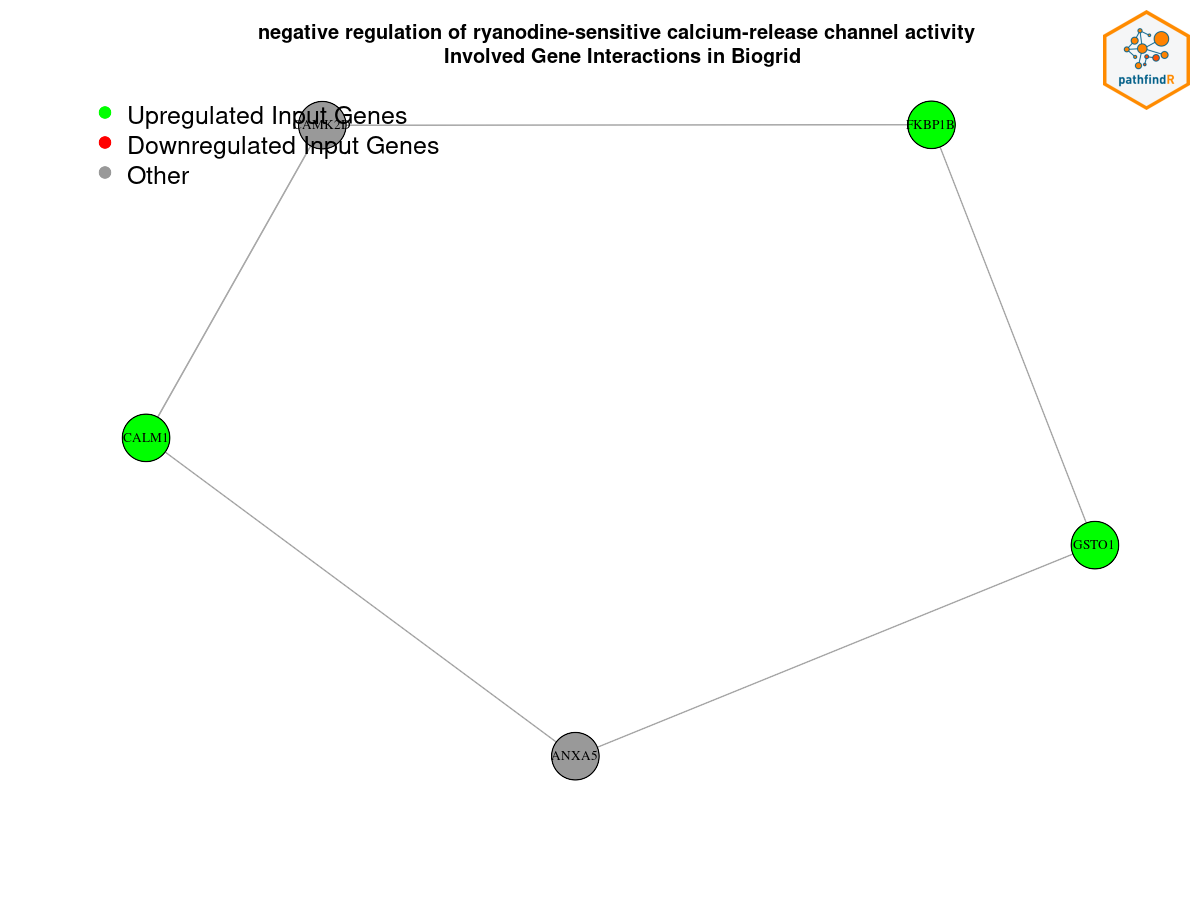 negative regulation of ryanodine-sensitive calcium-release channel activity
Involved Gene Interactions in Biogrid
pathfindR
Upregulated Input Genes
Downregulated Input Genes
Other
CAMK2D
FKBP1B
CALM1
GSTO1
ANXA5